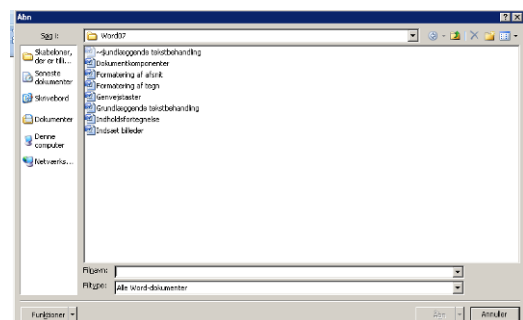 Åbn
Søg i:
Word07
Skabeloner,
der er tilli...
Seneste
dokumenter
Skrivebord
Dokumenter
Denne
computer
Netværks...
~$undlæggende tekstbehandling
Dokumentkomponenter
Formatering af afsnit
Formatering af tegn
Genvejstaster
Grundlæggende tekstbehandling
Indholdsfortegnelse
Indsæt billeder
Filnavn:
Filtype:
Alle Word-dokumenter
Funktioner
Åbn
Annuller